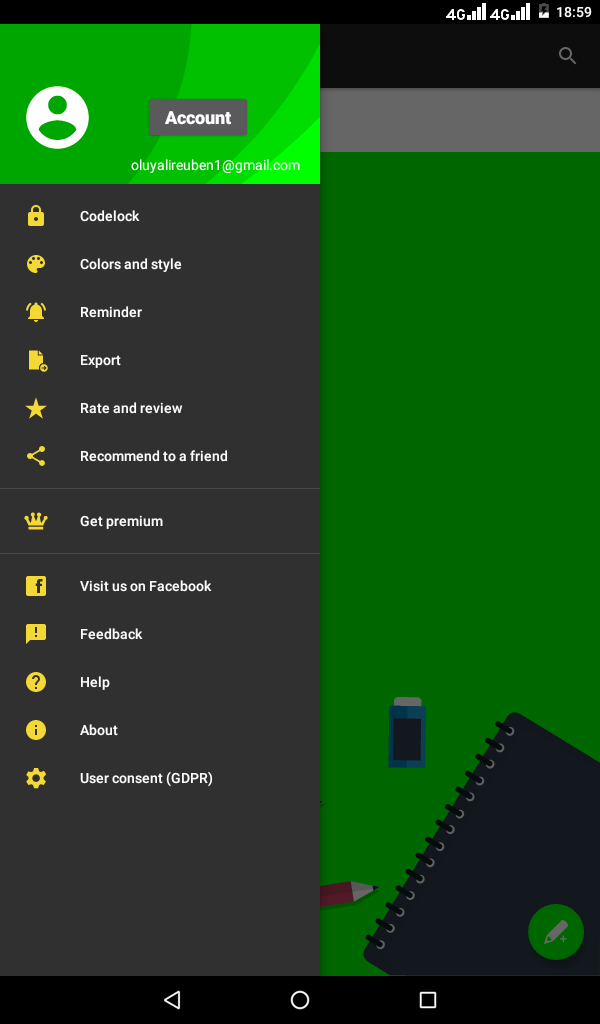 4G 4G 18:59
Account
oluyalireuben1@gmail.com
Codelock
Colors and style
Reminder
Export
Rate and review
Recommend to a friend
Get premium
Visit us on Facebook
Feedback
Help
About
User consent (GDPR)